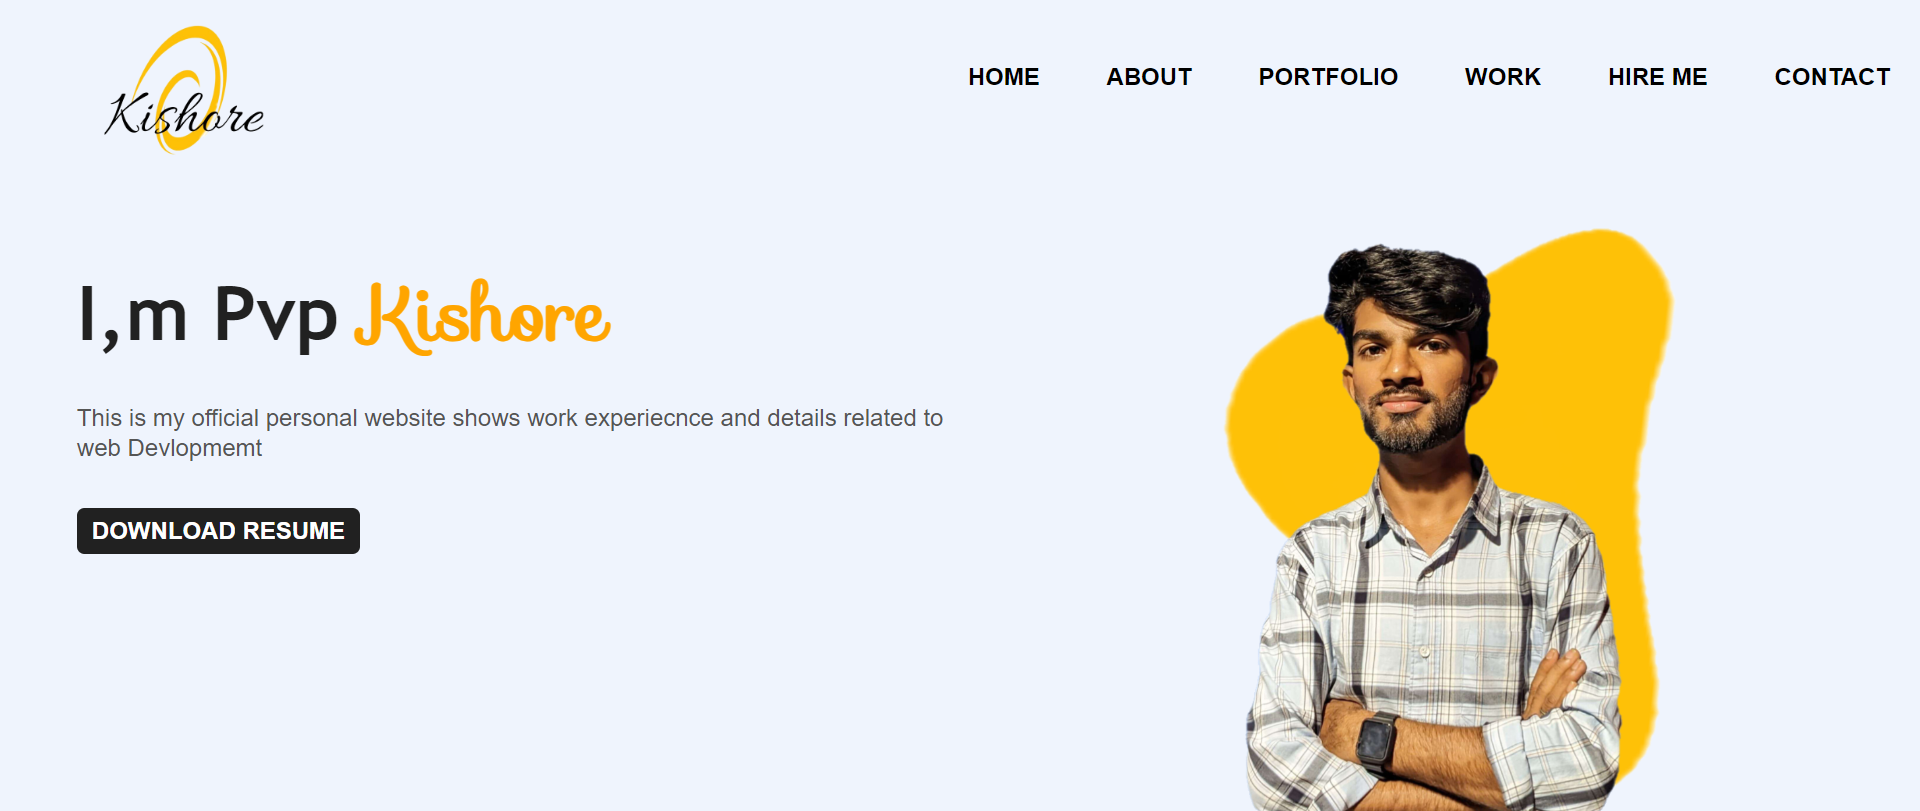 Kishore
HOME ABOUT PORTFOLIO WORK HIRE ME CONTACT
I,m Pvp Kishore
This is my official personal website shows work experiecnce and details related to
web Devlopmemt
DOWNLOAD RESUME